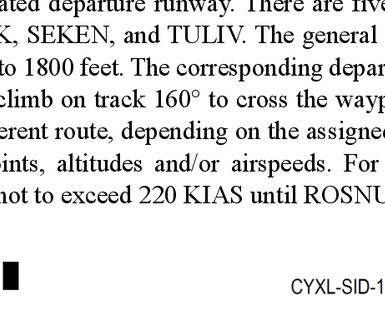 ated departure runway. There are five
K, SEKEN, and TULIV. The general
to 1800 feet. The corresponding depar
climb on track 160° to cross the wayp
erent route, depending on the assigned
ints, altitudes and/or airspeeds. For
not to exceed 220 KIAS until ROSNU
CYXL-SID-1